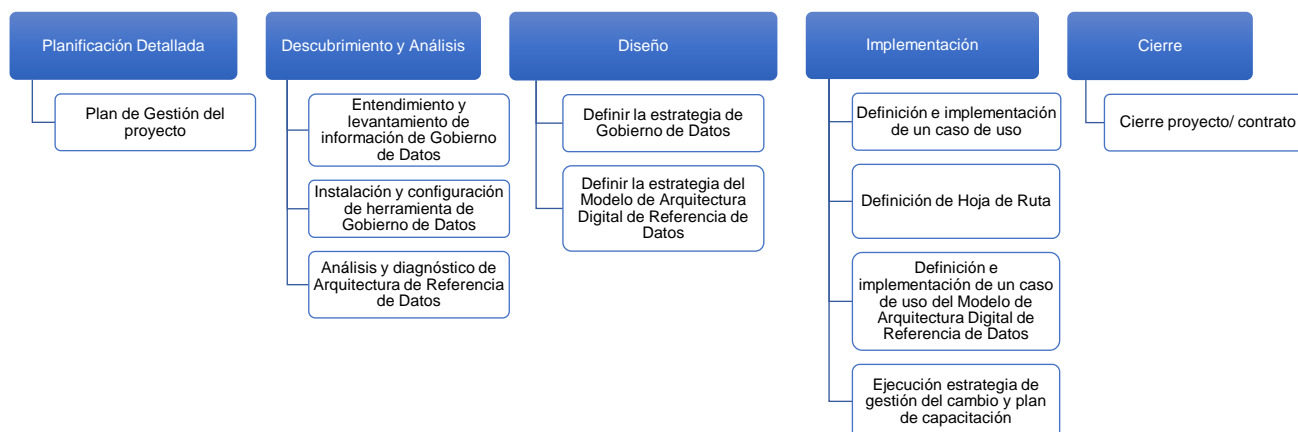 Planificación Detallada
Plan de Gestión del
proyecto
Descubrimiento y Análisis
Entendimiento y
levantamiento de
información de Gobierno
de Datos
Instalación y configuración
de herramienta de
Gobierno de Datos
Análisis y diagnóstico de
Arquitectura de Referencia
de Datos
Diseño
Definir la estrategia de
Gobierno de Datos
Definir la estrategia del
Modelo de Arquitectura
Digital de Referencia de
Datos
Implementación
Definición e implementación
de un caso de uso
Definición de Hoja de Ruta
Definición e
implementación de un caso
de uso del Modelo de
Arquitectura Digital de
Referencia de Datos
Ejecución estrategia de
gestión del cambio y plan
de capacitación
Cierre
Cierre proyecto/ contrato